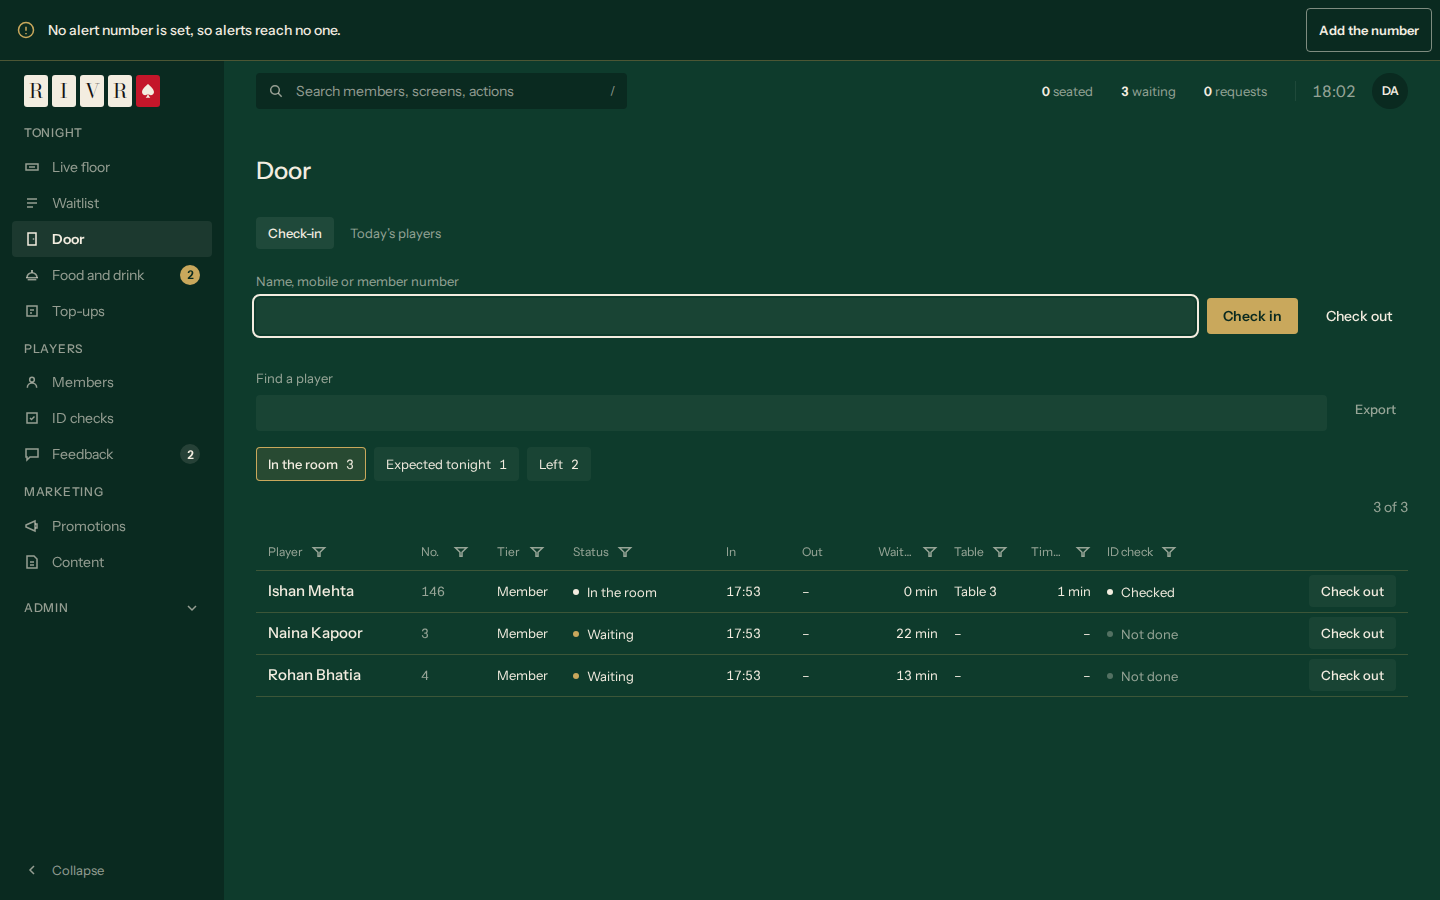 No alert number is set, so alerts reach no one.
Add the number
R I V R
Search members, screens, actions /
0 seated 3 waiting 0 requests 18:02 DA
TONIGHT
Live floor
Waitlist
Door
Food and drink 2
Top-ups
PLAYERS
Members
ID checks
Feedback 2
MARKETING
Promotions
Content
ADMIN
Collapse
Door
Check-in Today's players
Name, mobile or member number
Check in Check out
Find a player
Export
In the room 3 Expected tonight 1 Left 2
3 of 3
Player No. Tier Status In Out Wait... Table Tim... ID check
Ishan Mehta 146 Member In the room 17:53 – 0 min Table 3 1 min Checked Check out
Naina Kapoor 3 Member Waiting 17:53 – 22 min – – Not done Check out
Rohan Bhatia 4 Member Waiting 17:53 – 13 min – – Not done Check out